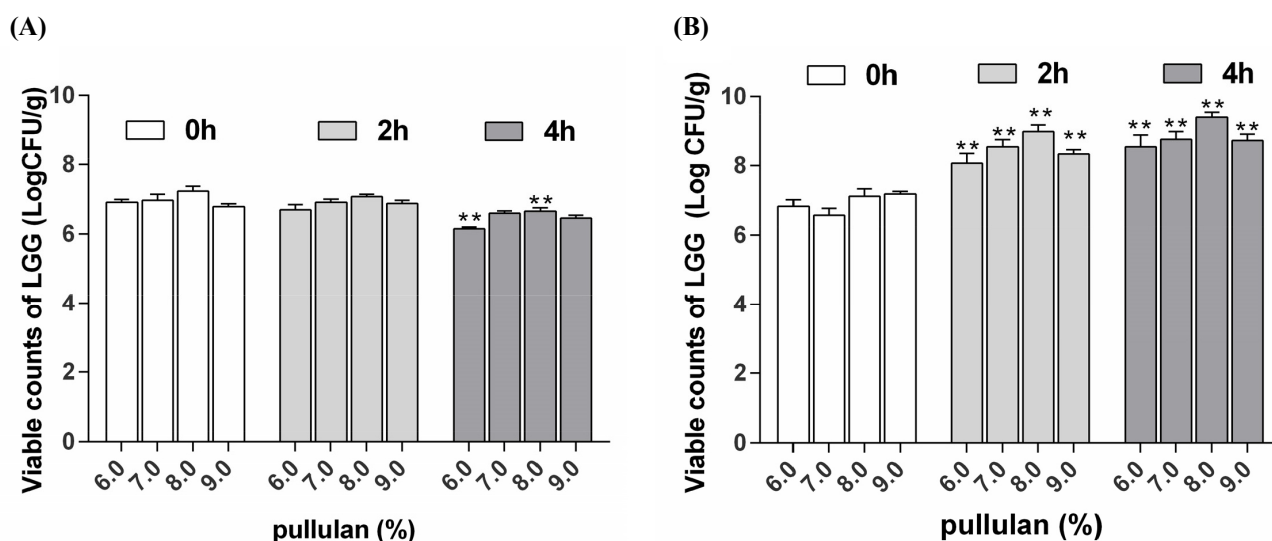 (A)
Viable counts of LGG (LogCFU/g)
10
8
6
4
2
0
0h 2h 4h
** **
6.0 7.0 8.0 9.0 6.0 7.0 8.0 9.0 6.0 7.0 8.0 9.0
pullulan (%)
(B)
Viable counts of LGG (Log CFU/g)
10
8
6
4
2
0
0h 2h 4h
** ** ** ** ** ** ** **
6.0 7.0 8.0 9.0 6.0 7.0 8.0 9.0 6.0 7.0 8.0 9.0
pullulan (%)